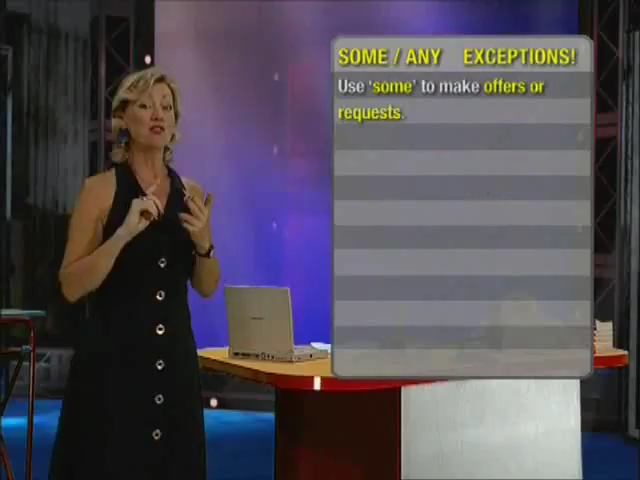 SOME / ANY EXCEPTIONS!
Use ‘some’ to make offers or
requests.